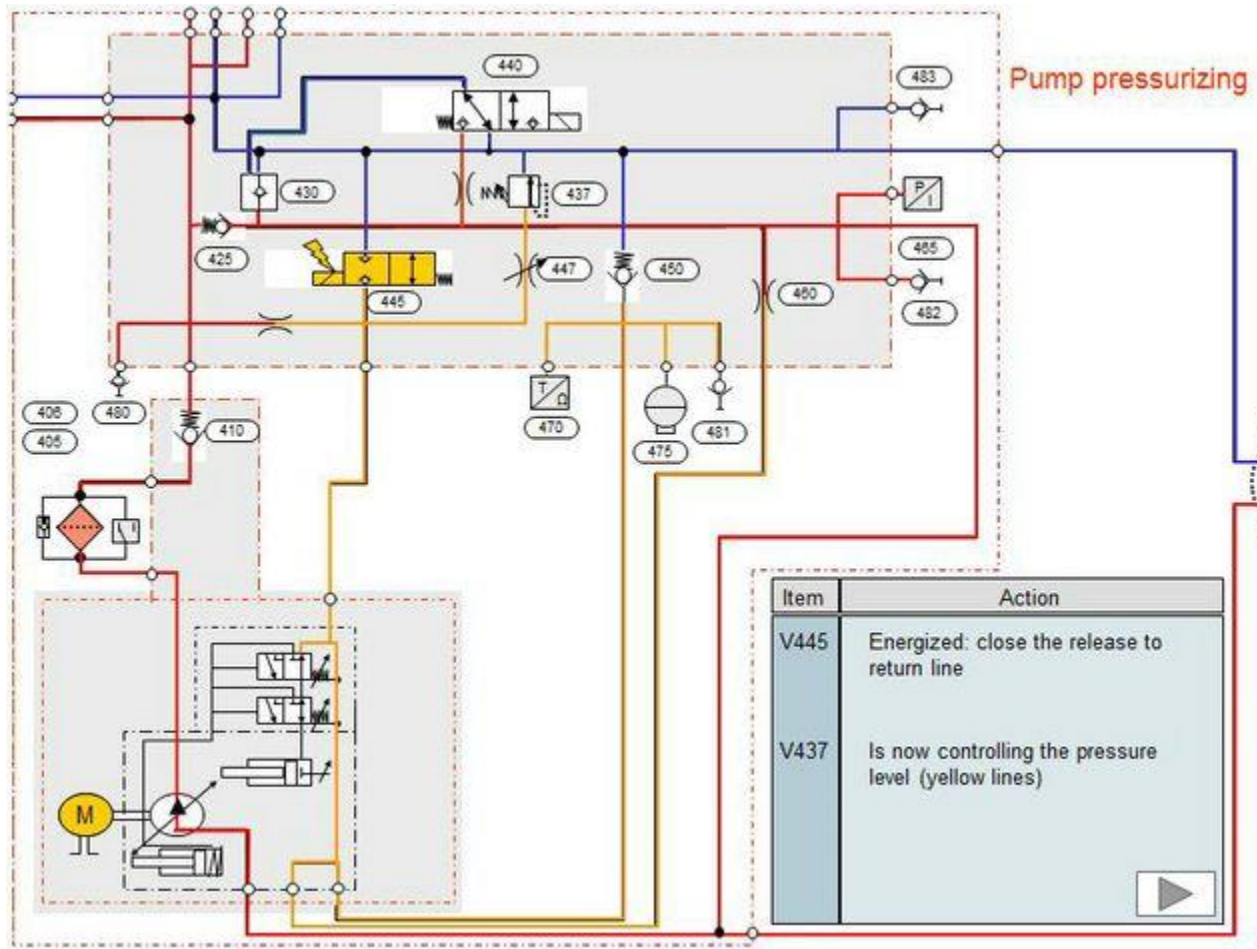 440
483
Pump pressurizing
430
437
P
I
425
447
450
465
445
460
482
T
Ω
406
480
470
481
405
410
475
M
Item Action
V445 Energized: close the release to
return line
V437 Is now controlling the pressure
level (yellow lines)